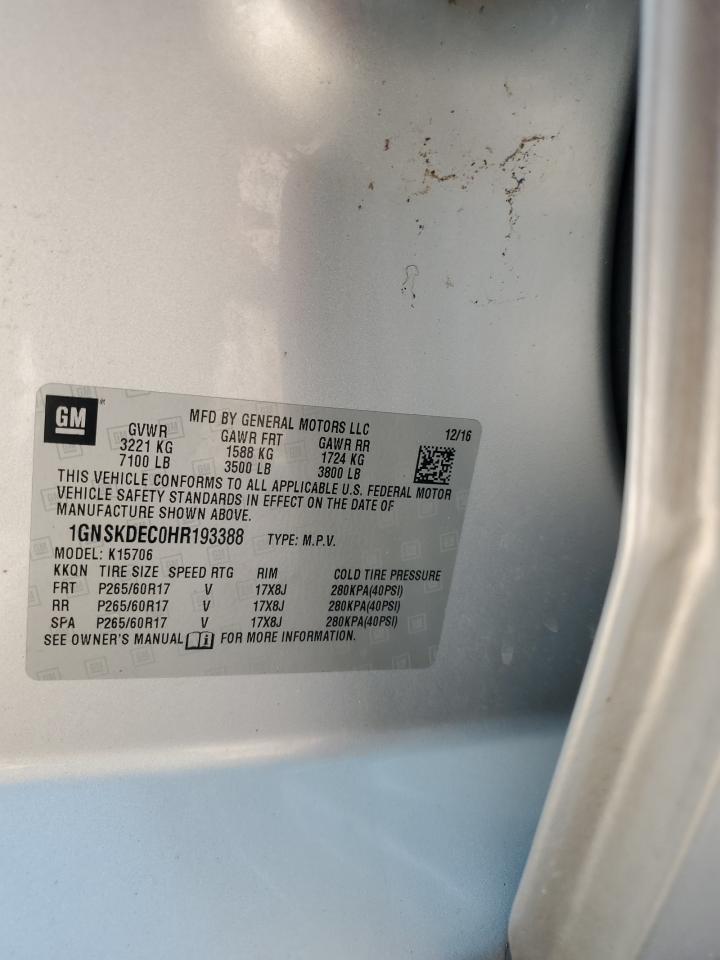 GM
MFD BY GENERAL MOTORS LLC 12/16
GVWR GAWR FRT GAWR RR
3221 KG 1588 KG 1724 KG
7100 LB 3500 LB 3800 LB
THIS VEHICLE CONFORMS TO ALL APPLICABLE U.S. FEDERAL MOTOR
VEHICLE SAFETY STANDARDS IN EFFECT ON THE DATE OF
MANUFACTURE SHOWN ABOVE.
1GNSKDEC0HR193388 TYPE: M.P.V.
MODEL: K15706
KKQN TIRE SIZE SPEED RTG RIM COLD TIRE PRESSURE
FRT P265/60R17 V 17X8J 280KPA(40PSI)
RR P265/60R17 V 17X8J 280KPA(40PSI)
SPA P265/60R17 V 17X8J 280KPA(40PSI)
SEE OWNER'S MANUAL i FOR MORE INFORMATION.